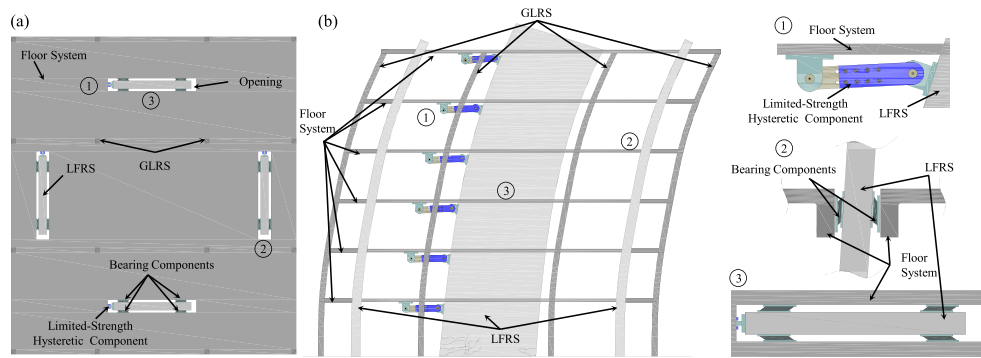 (a)
Floor System
1
3
Opening
GLRS
LFRS
2
Bearing Components
Limited-Strength
Hysteretic Component
(b)
GLRS
1
Floor
System
2
3
LFRS
1
Floor System
Limited-Strength
Hysteretic Component
LFRS
2
Bearing Components
LFRS
Floor
System
3